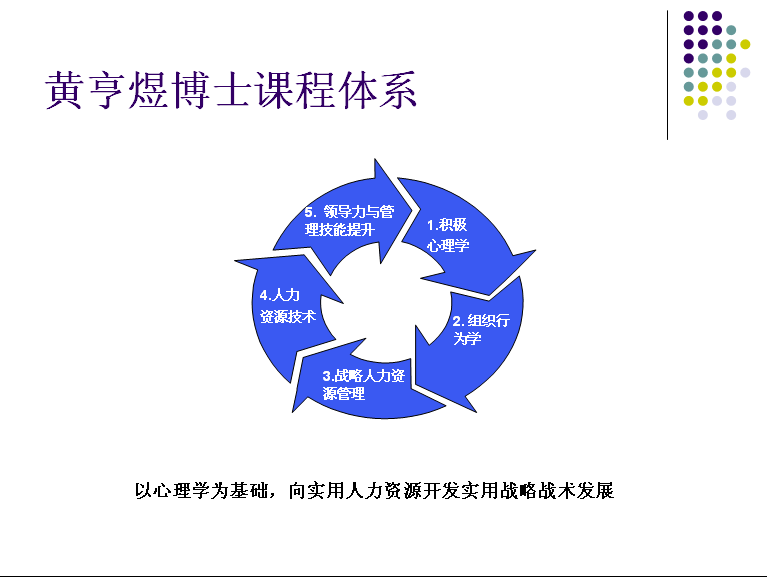 黄亨煜博士课程体系
5. 领导力与管
理技能提升
1.积极
心理学
4.人力
资源技术
2. 组织行
为学
3.战略人力资
源管理
以心理学为基础，向实用人力资源开发实用战略战术发展